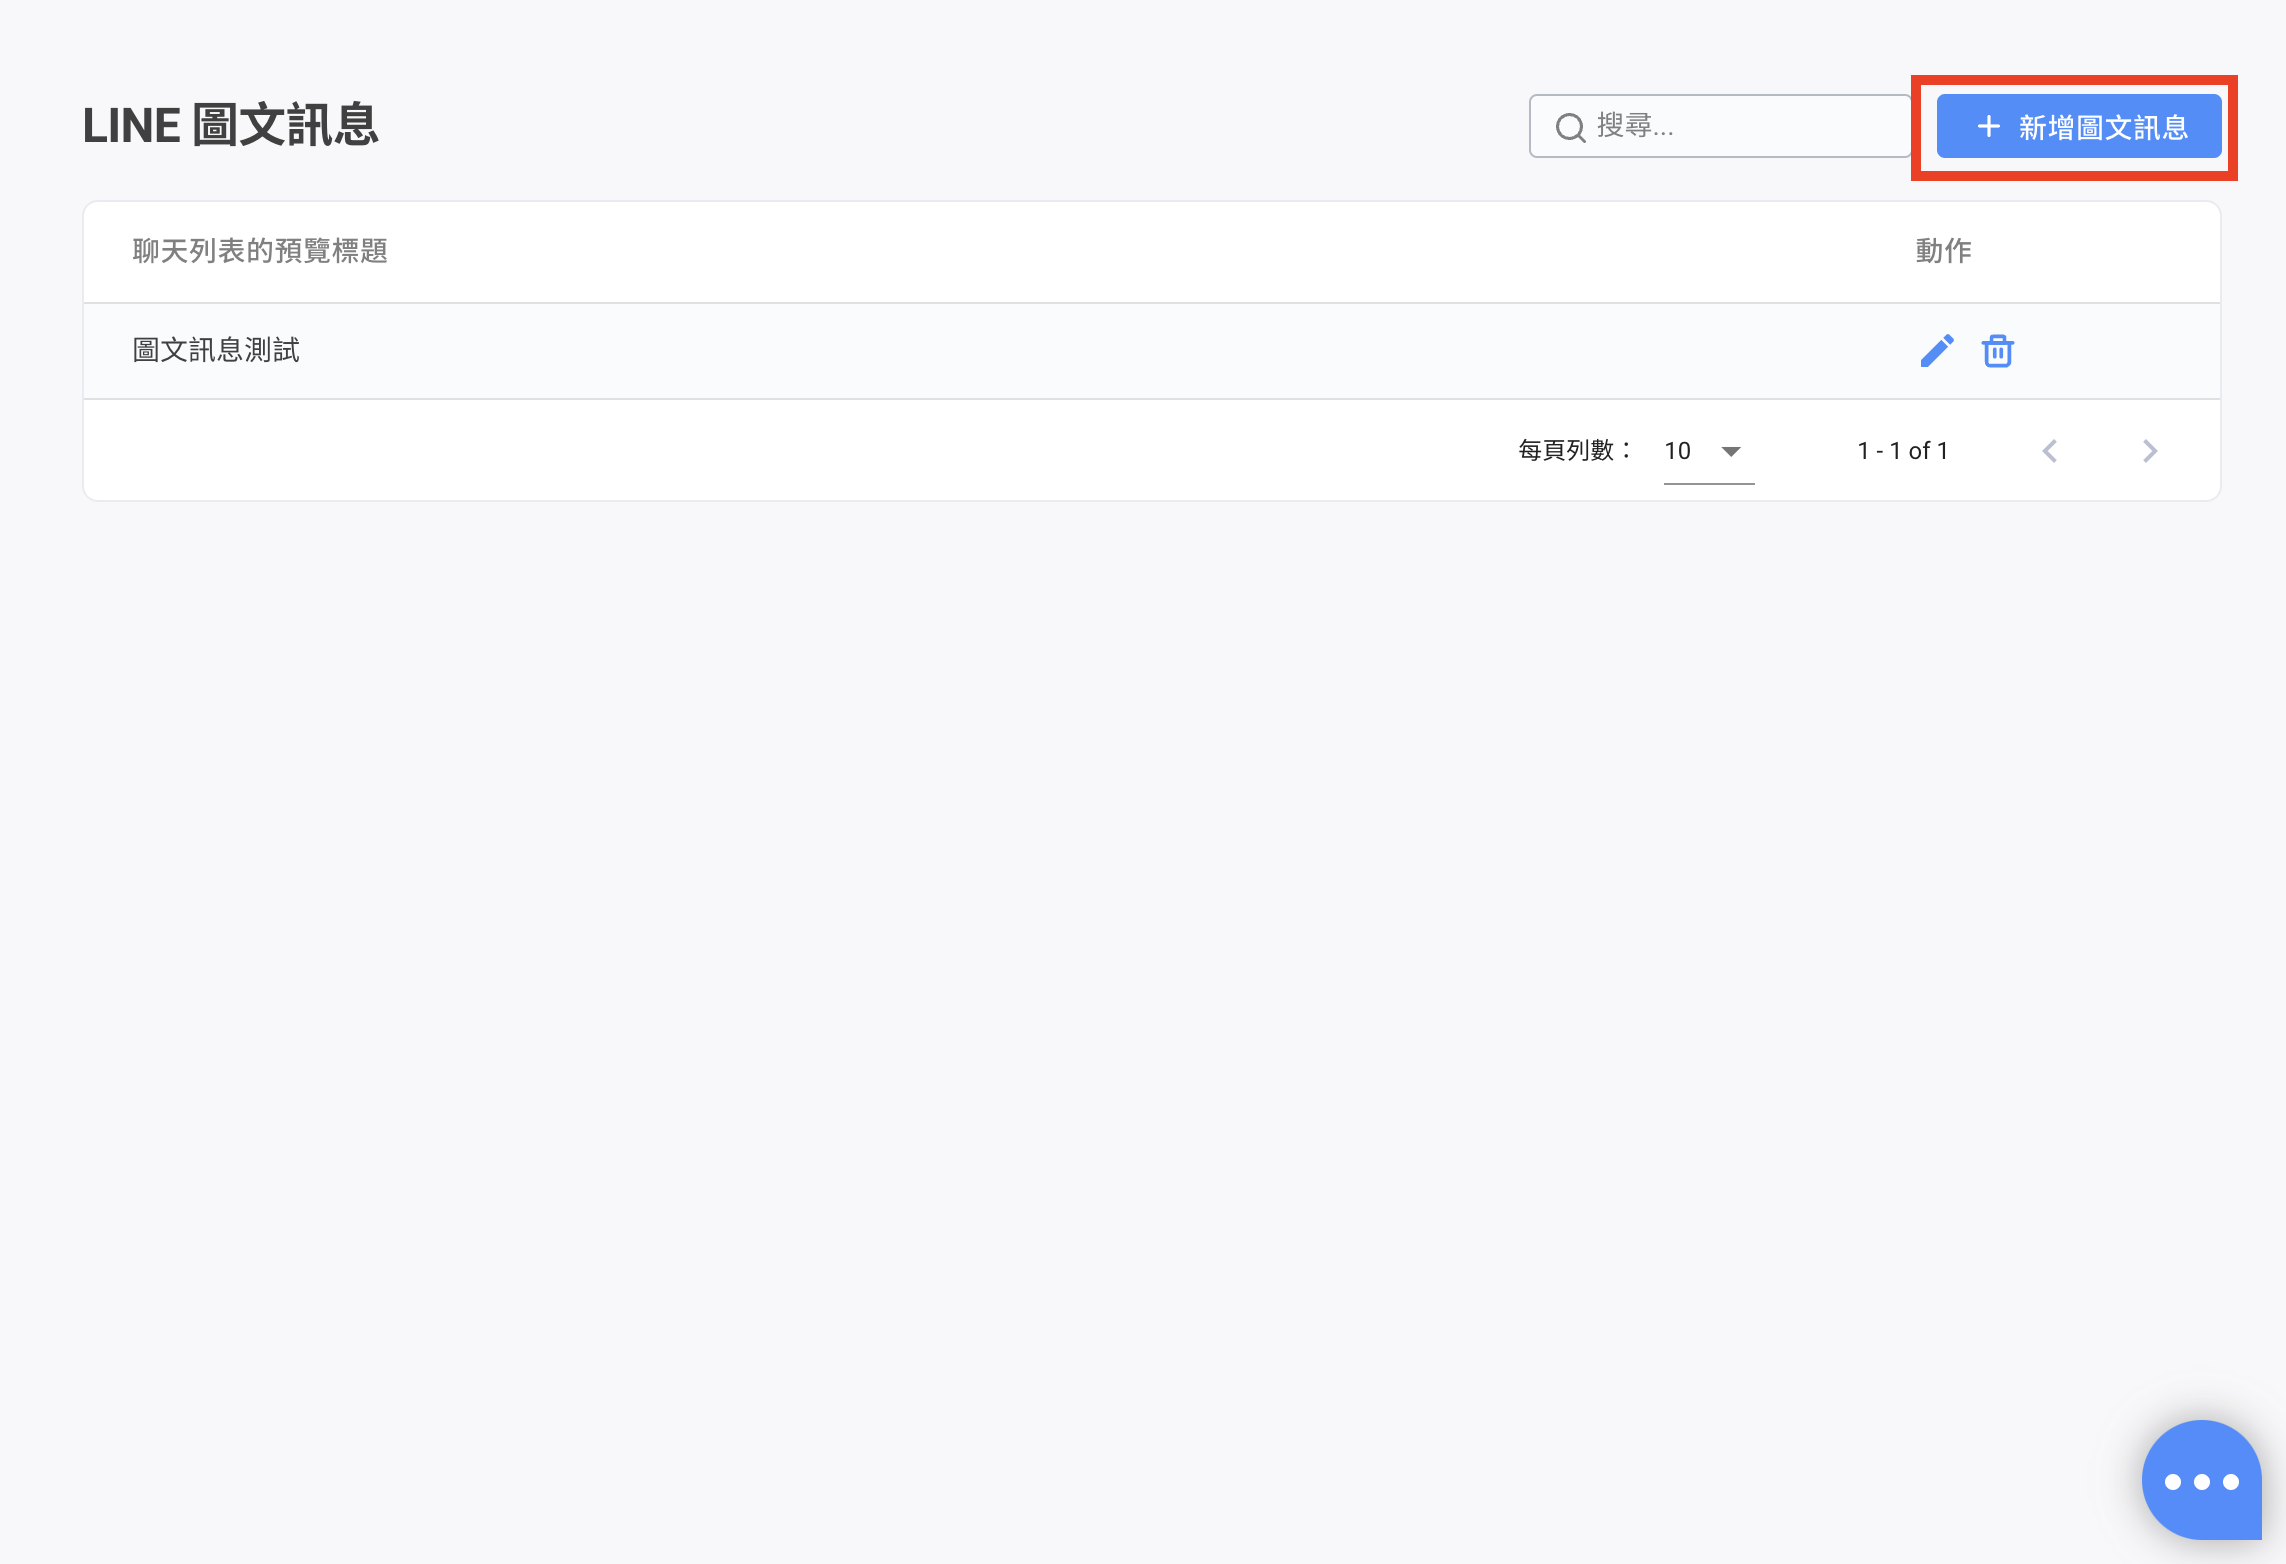 LINE 圖文訊息
搜尋...
新增圖文訊息
聊天列表的預覽標題 動作
圖文訊息測試
每頁列數： 10 1 - 1 of 1